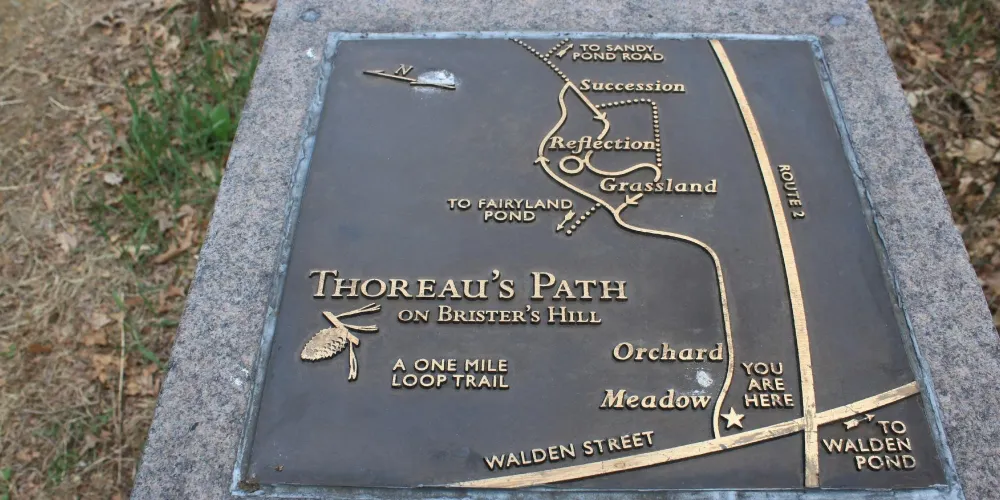 TO SANDY
POND ROAD
N
Succession
Reflection
Grassland
ROUTE 2
TO FAIRYLAND
POND
THOREAU'S PATH
ON BRISTER'S HILL
A ONE MILE
LOOP TRAIL
Orchard
Meadow
YOU
ARE
HERE
WALDEN STREET
TO
WALDEN
POND